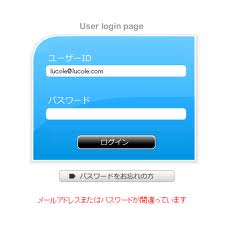 User login page
ユーザーID
lucole@lucole.com
パスワード
ログイン
パスワードをお忘れの方
メールアドレスまたはパスワードが間違っています